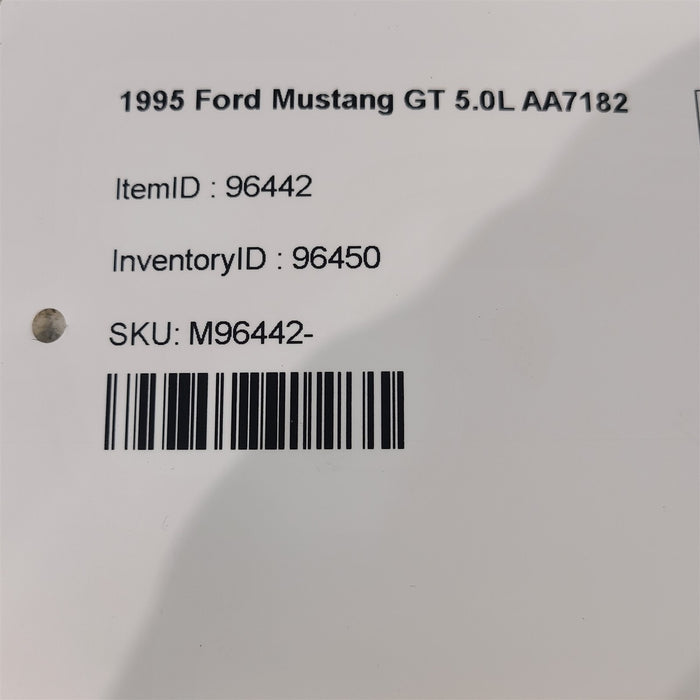 1995 Ford Mustang GT 5.0L AA7182
ItemID : 96442
InventoryID : 96450
SKU: M96442-